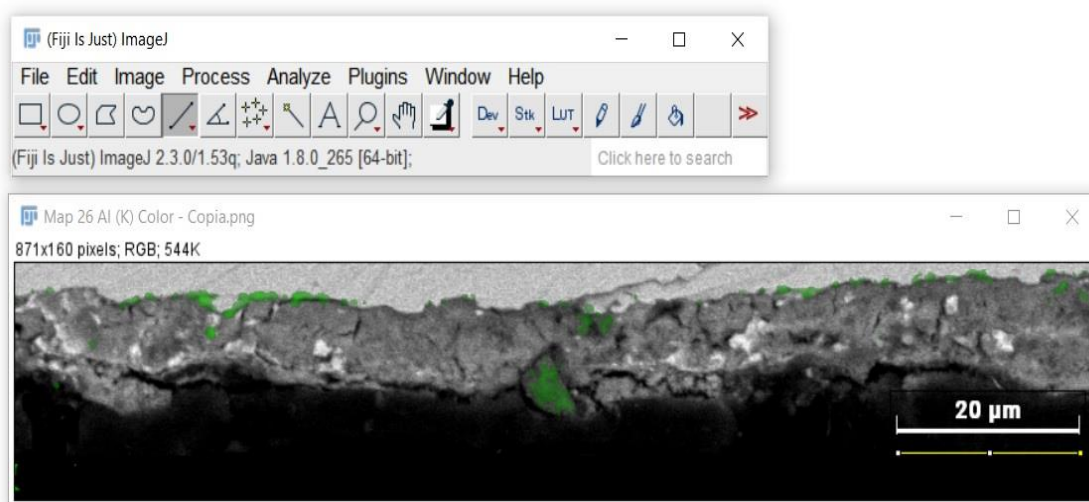 (Fiji Is Just) ImageJ
File Edit Image Process Analyze Plugins Window Help
A Dev Stk LUT >>
(Fiji Is Just) ImageJ 2.3.0/1.53q; Java 1.8.0_265 [64-bit]; Click here to search
Map 26 Al (K) Color - Copia.png
871x160 pixels; RGB; 544K
20 µm